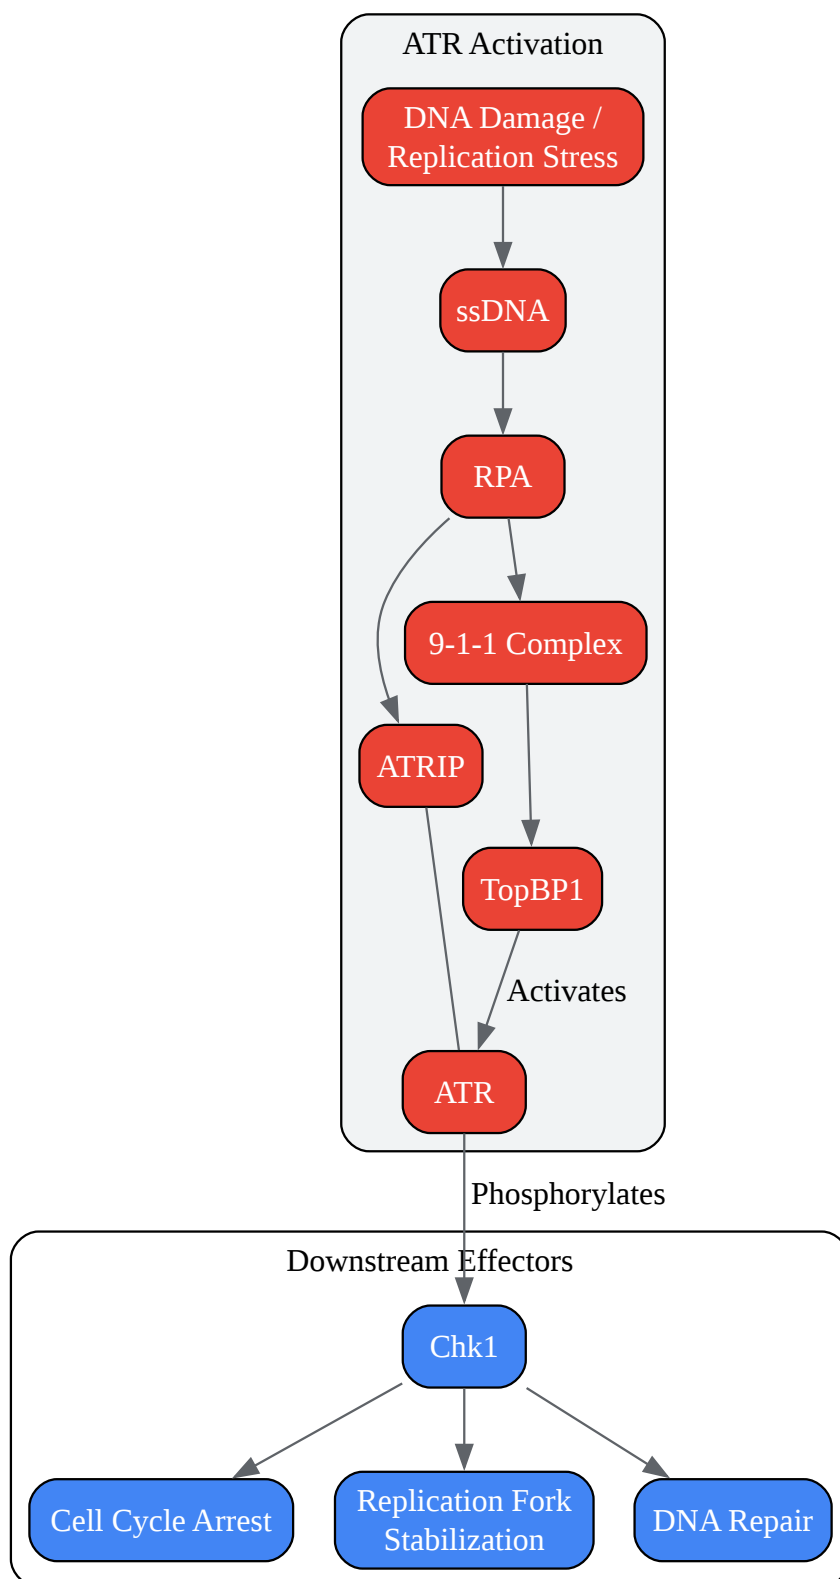 ATR Activation
DNA Damage /
Replication Stress
ssDNA
RPA
9-1-1 Complex
ATRIP
TopBP1
Activates
ATR
Phosphorylates
Downstream Effectors
Chk1
Cell Cycle Arrest
Replication Fork
Stabilization
DNA Repair